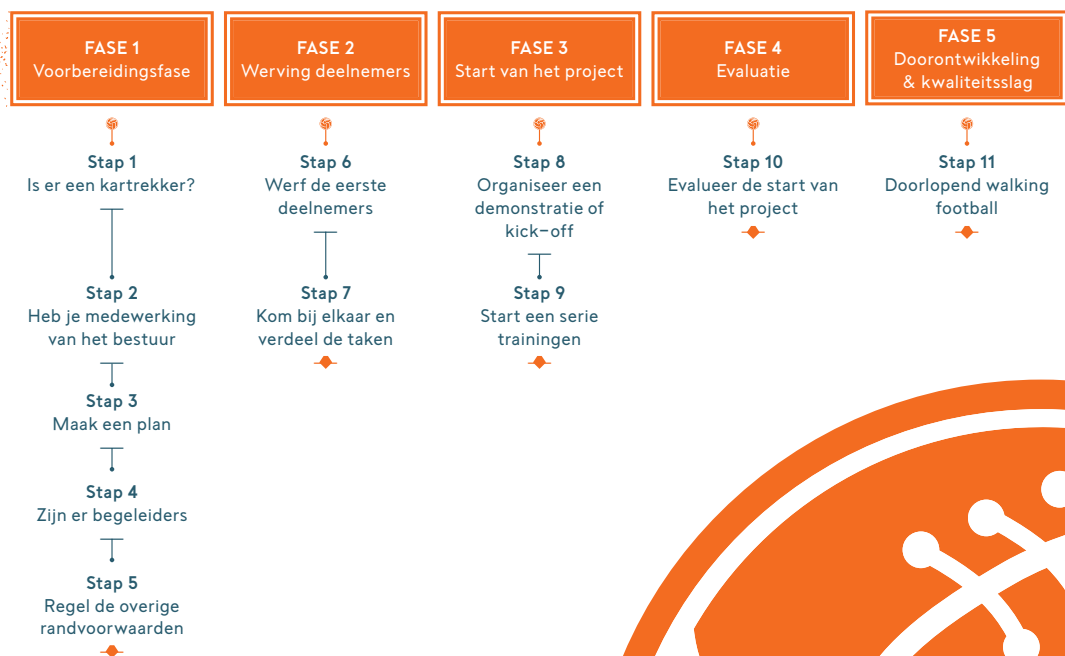 FASE 1
Voorbereidingsfase
Stap 1
Is er een kartrekker?
Stap 2
Heb je medewerking
van het bestuur
Stap 3
Maak een plan
Stap 4
Zijn er begeleiders
Stap 5
Regel de overige
randvoorwaarden
FASE 2
Werving deelnemers
Stap 6
Werf de eerste
deelnemers
Stap 7
Kom bij elkaar en
verdeel de taken
FASE 3
Start van het project
Stap 8
Organiseer een
demonstratie of
kick-off
Stap 9
Start een serie
trainingen
FASE 4
Evaluatie
Stap 10
Evalueer de start van
het project
FASE 5
Doorontwikkeling
& kwaliteitsslag
Stap 11
Doorlopend walking
football